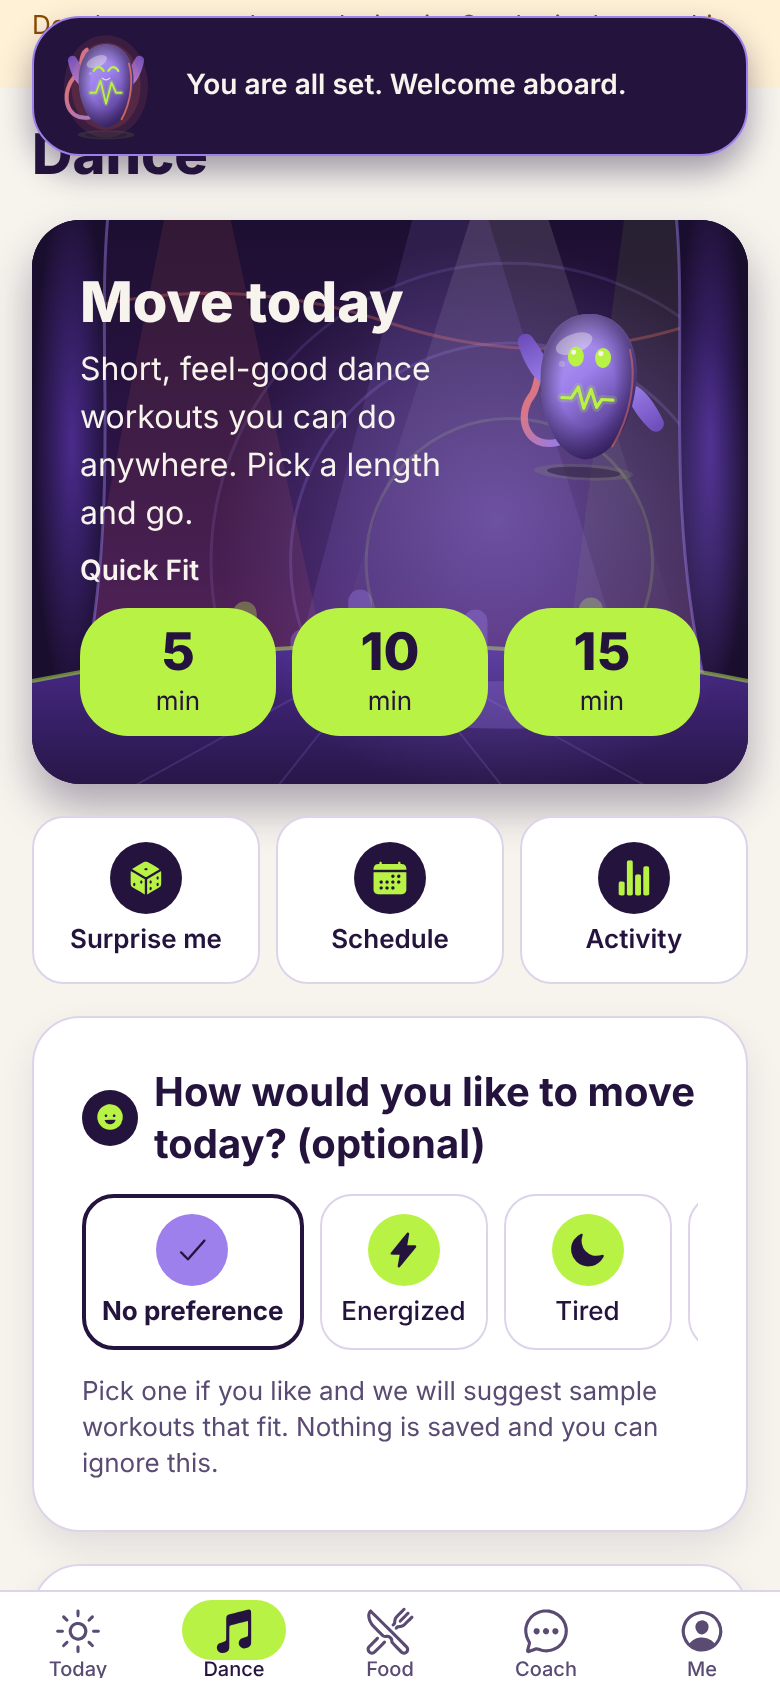 You are all set. Welcome aboard.
Dance
Move today
Short, feel-good dance
workouts you can do
anywhere. Pick a length
and go.
Quick Fit
5 10 15
min min min
Surprise me Schedule Activity
How would you like to move
today? (optional)
No preference Energized Tired
Pick one if you like and we will suggest sample
workouts that fit. Nothing is saved and you can
ignore this.
Today Dance Food Coach Me